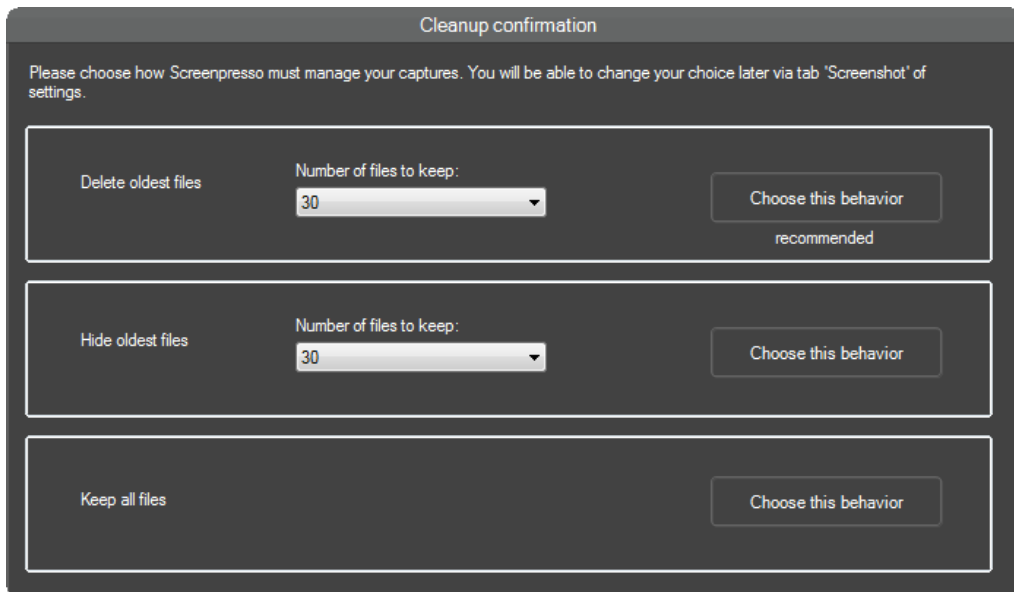 Cleanup confirmation
Please choose how Screenpresso must manage your captures. You will be able to change your choice later via tab "Screenshot" of
settings.
Delete oldest files
Number of files to keep:
30
Choose this behavior
recommended
Hide oldest files
Number of files to keep:
30
Choose this behavior
Keep all files
Choose this behavior